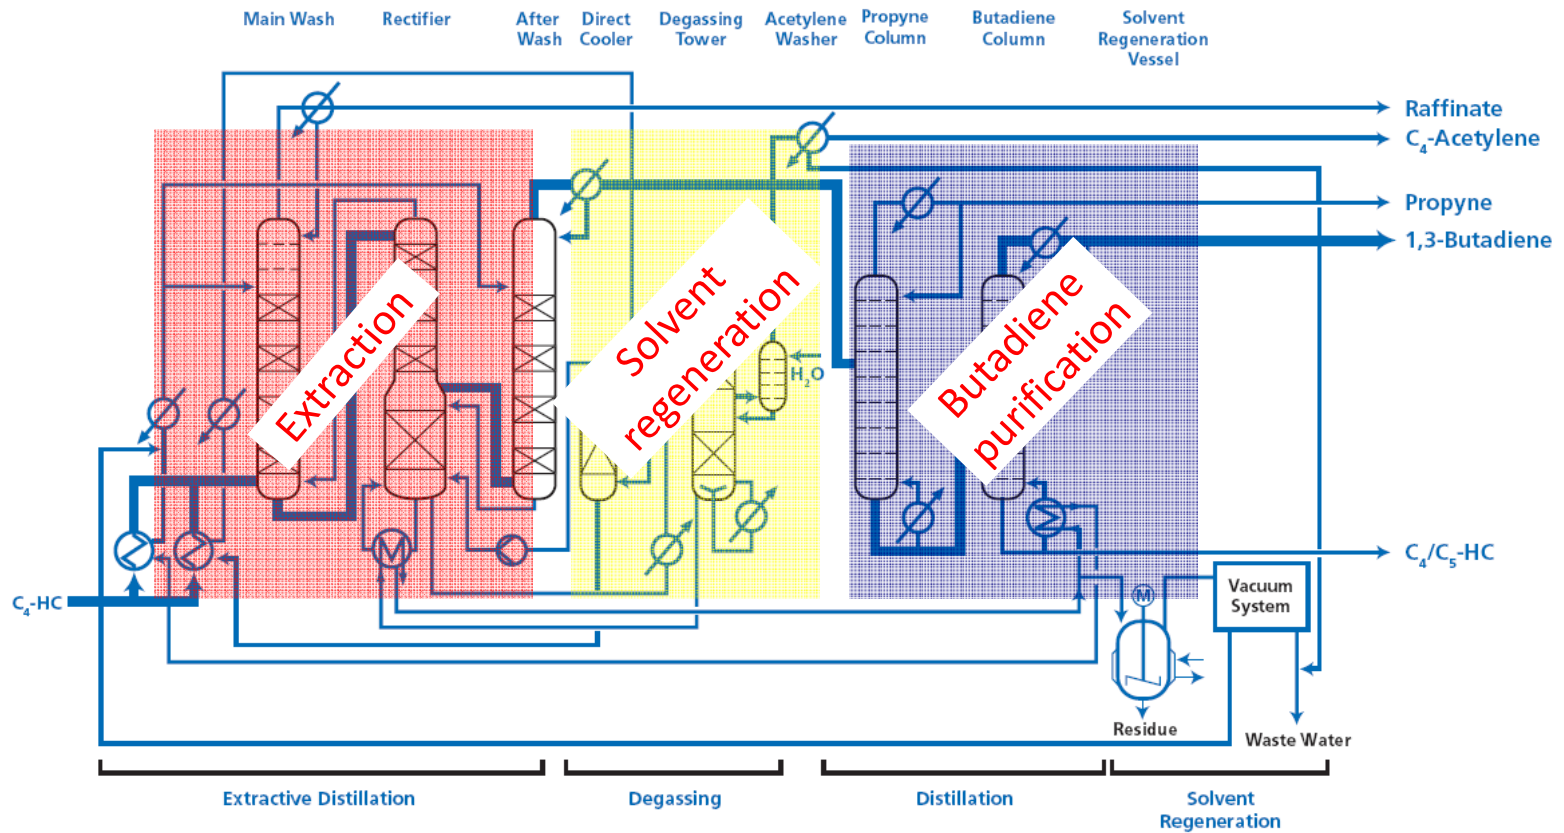 Main Wash
Rectifier
After
Wash
Direct
Cooler
Degassing
Tower
Acetylene
Washer
Propyne
Column
Butadiene
Column
Solvent
Regeneration
Vessel
Raffinate
C4-Acetylene
Propyne
1,3-Butadiene
Extraction
Solvent
regeneration
H2O
Butadiene
purification
C4/C5-HC
C4-HC
Vacuum
System
M
Residue
Waste Water
Extractive Distillation
Degassing
Distillation
Solvent
Regeneration